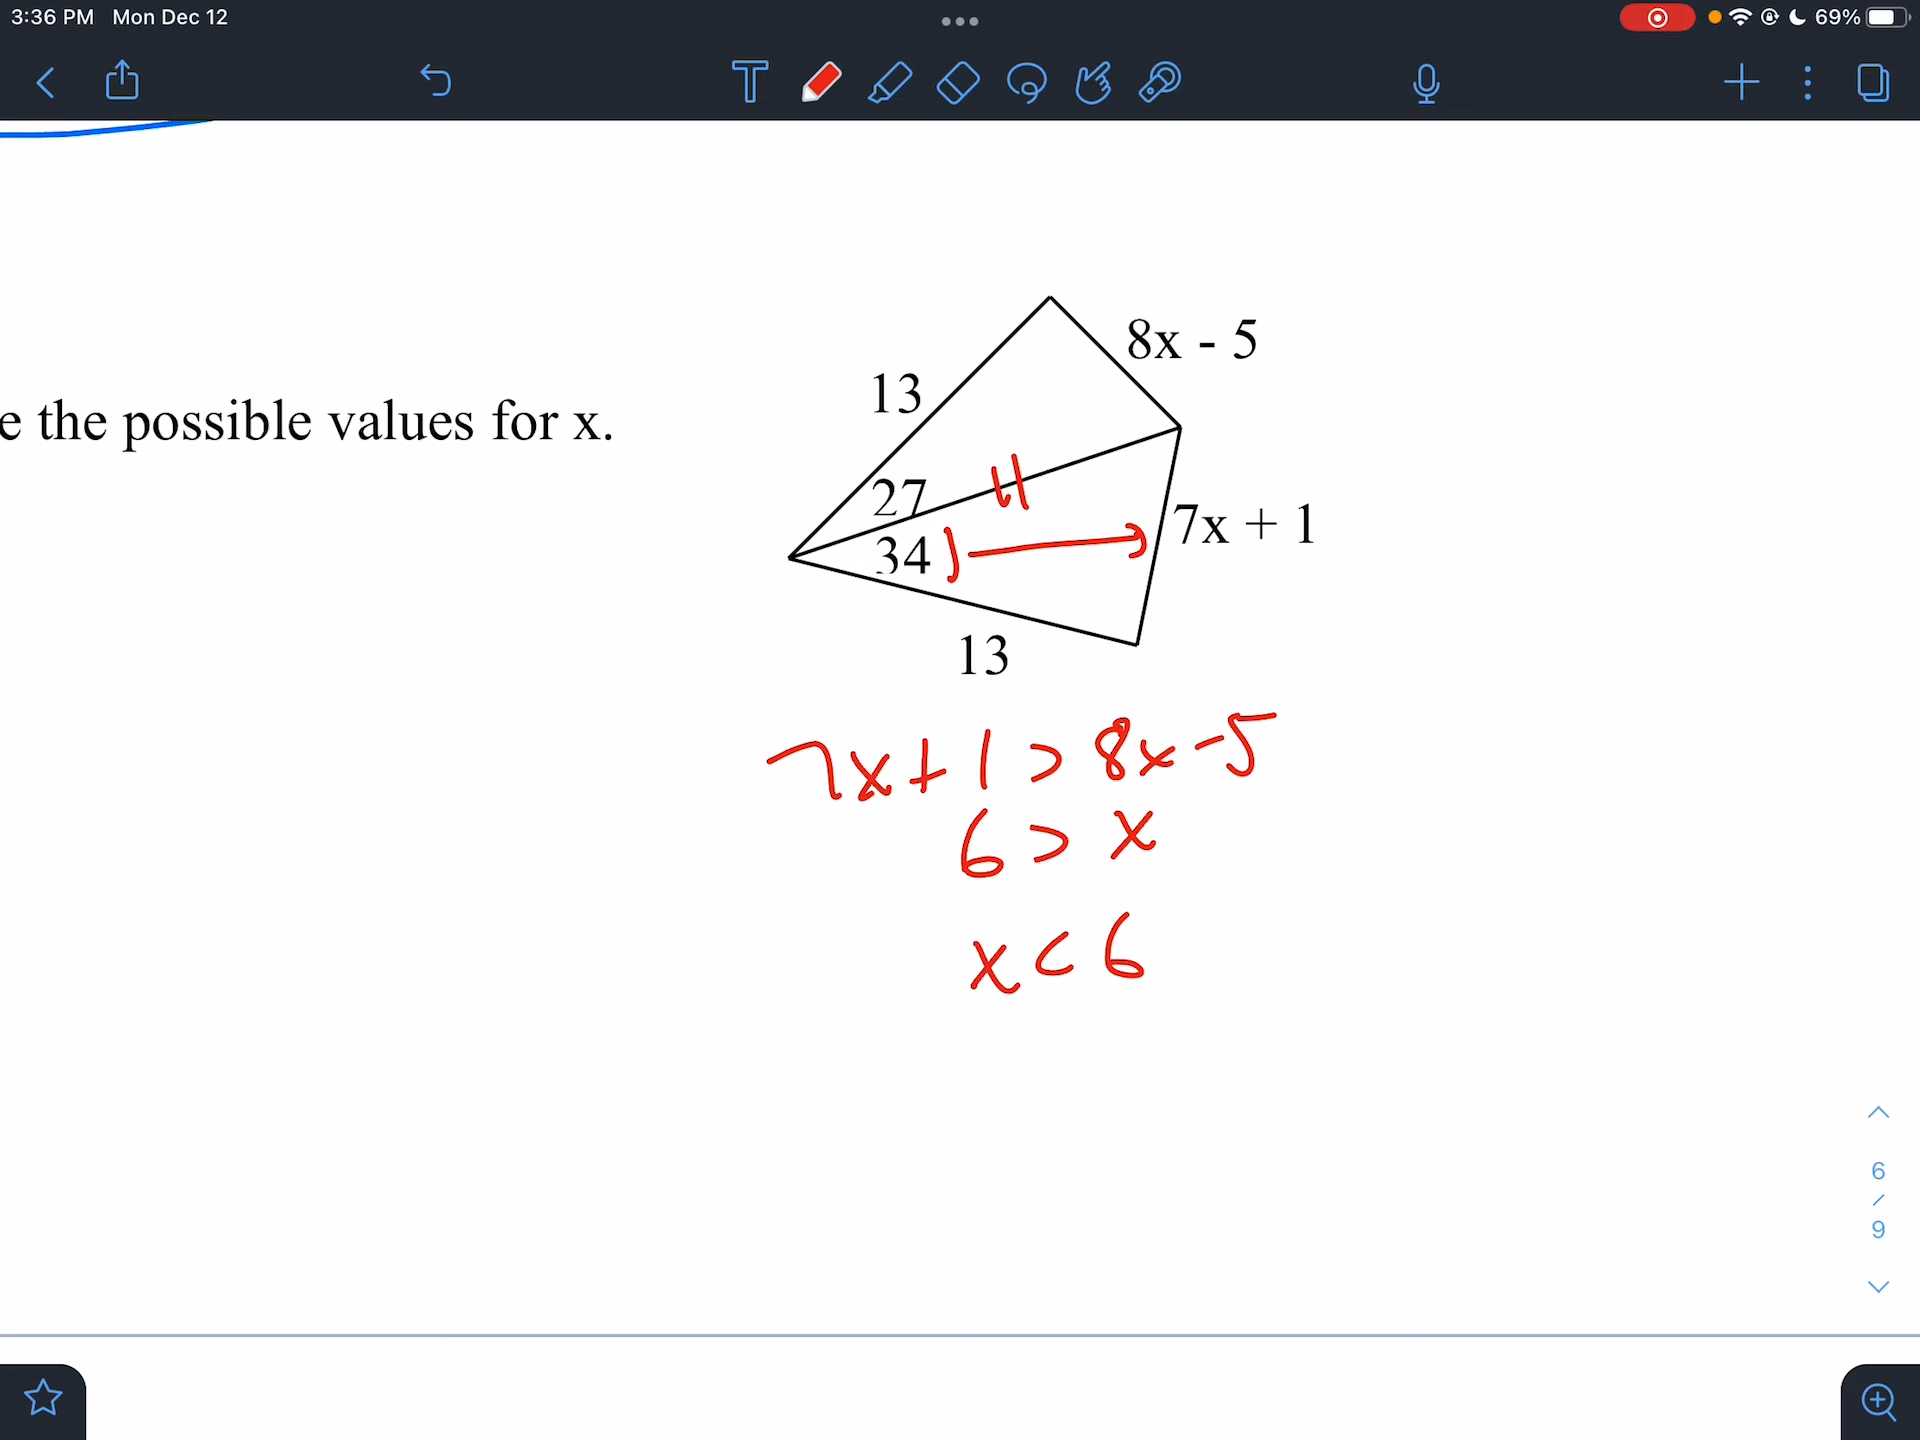 3:36 PM Mon Dec 12
69%
T
8x - 5
13
e the possible values for x.
27
7x + 1
34
13
7x + 1 > 8x - 5
6 > x
x < 6
6
/
9